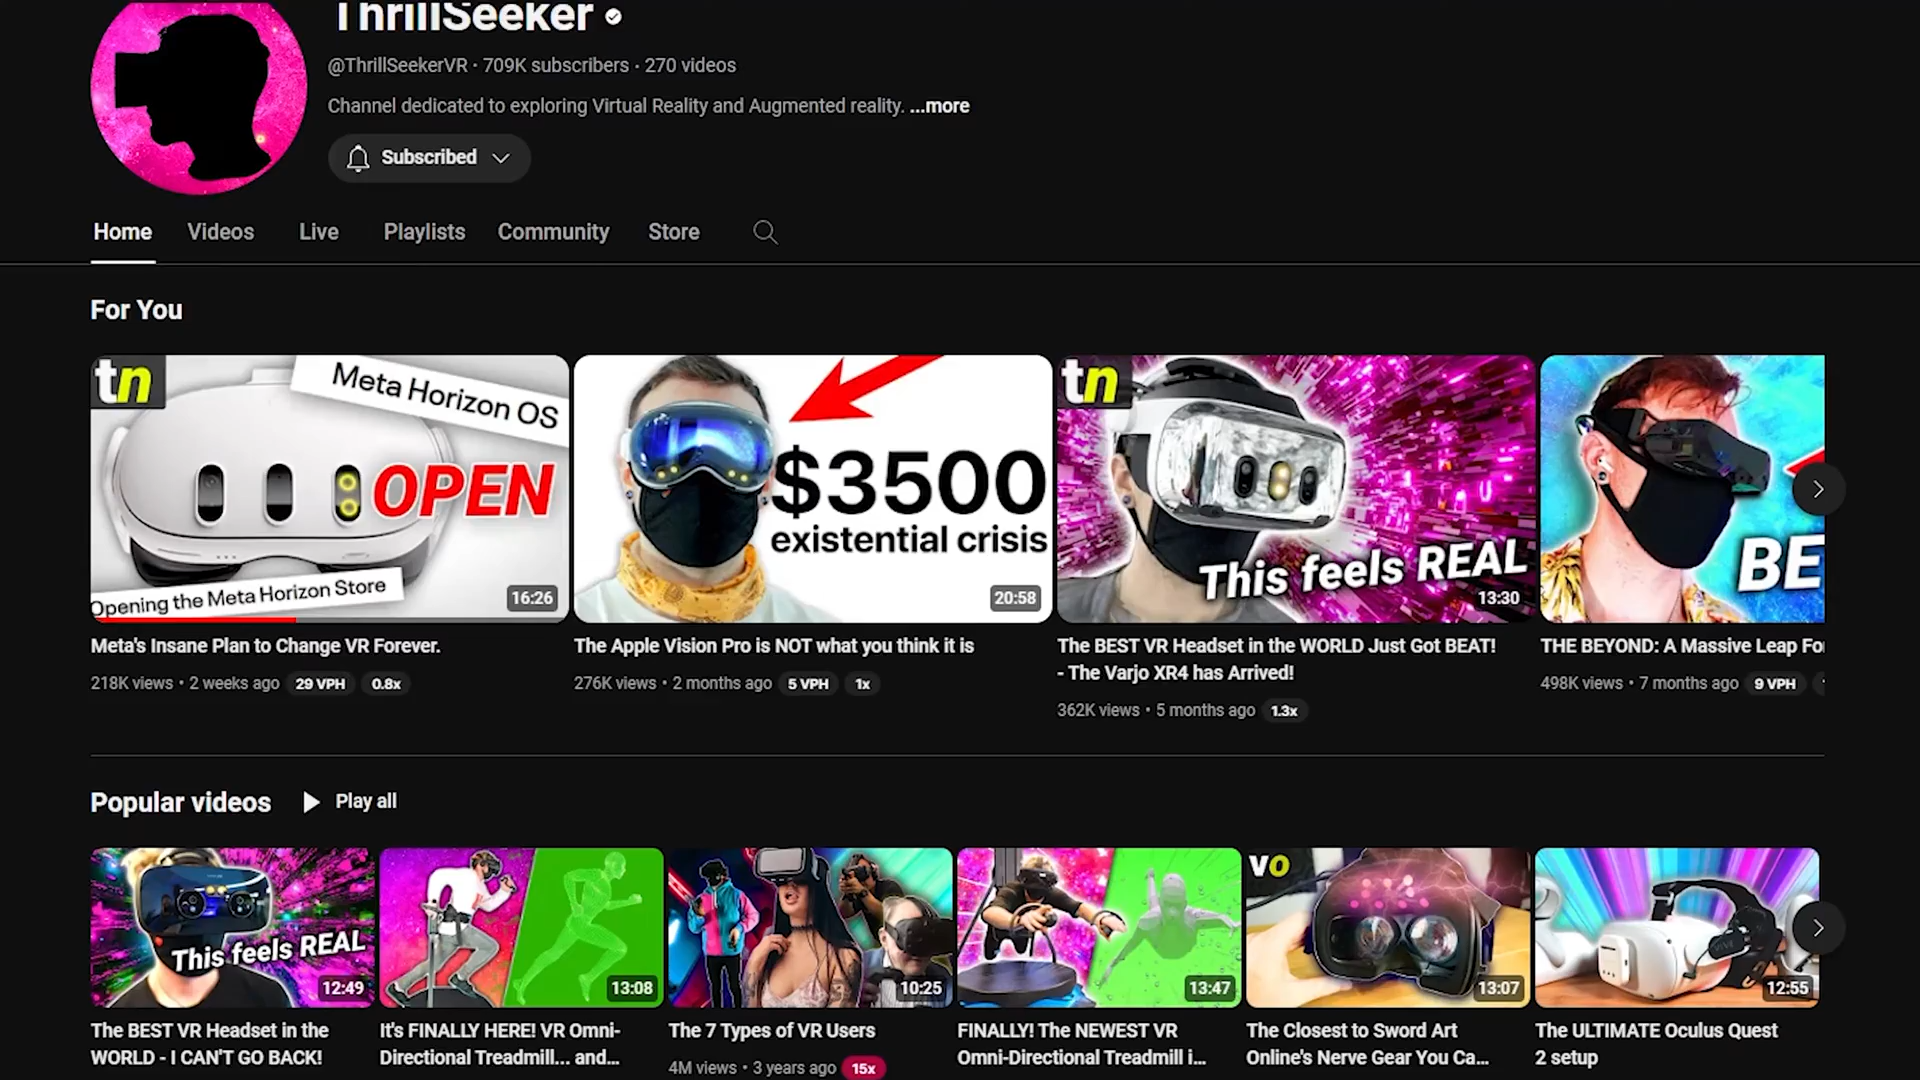 ThrillSeeker
@ThrillSeekerVR · 709K subscribers · 270 videos
Channel dedicated to exploring Virtual Reality and Augmented reality. ...more
Subscribed
Home Videos Live Playlists Community Store
For You
tn
Meta Horizon OS
OPEN
Opening the Meta Horizon Store
16:26
$3500
existential crisis
20:58
tn
This feels REAL
13:30
BE
Meta's Insane Plan to Change VR Forever.
218K views • 2 weeks ago 29 VPH 0.8x
The Apple Vision Pro is NOT what you think it is
276K views • 2 months ago 5 VPH 1x
The BEST VR Headset in the WORLD Just Got BEAT!
- The Varjo XR4 has Arrived!
362K views • 5 months ago 1.3x
THE BEYOND: A Massive Leap For
498K views • 7 months ago 9 VPH
Popular videos Play all
This feels REAL
12:49
13:08
10:25
13:47
vo
13:07
12:55
The BEST VR Headset in the
WORLD - I CAN'T GO BACK!
It's FINALLY HERE! VR Omni-
Directional Treadmill... and...
The 7 Types of VR Users
4M views • 3 years ago 15x
FINALLY! The NEWEST VR
Omni-Directional Treadmill i...
The Closest to Sword Art
Online's Nerve Gear You Ca...
The ULTIMATE Oculus Quest
2 setup